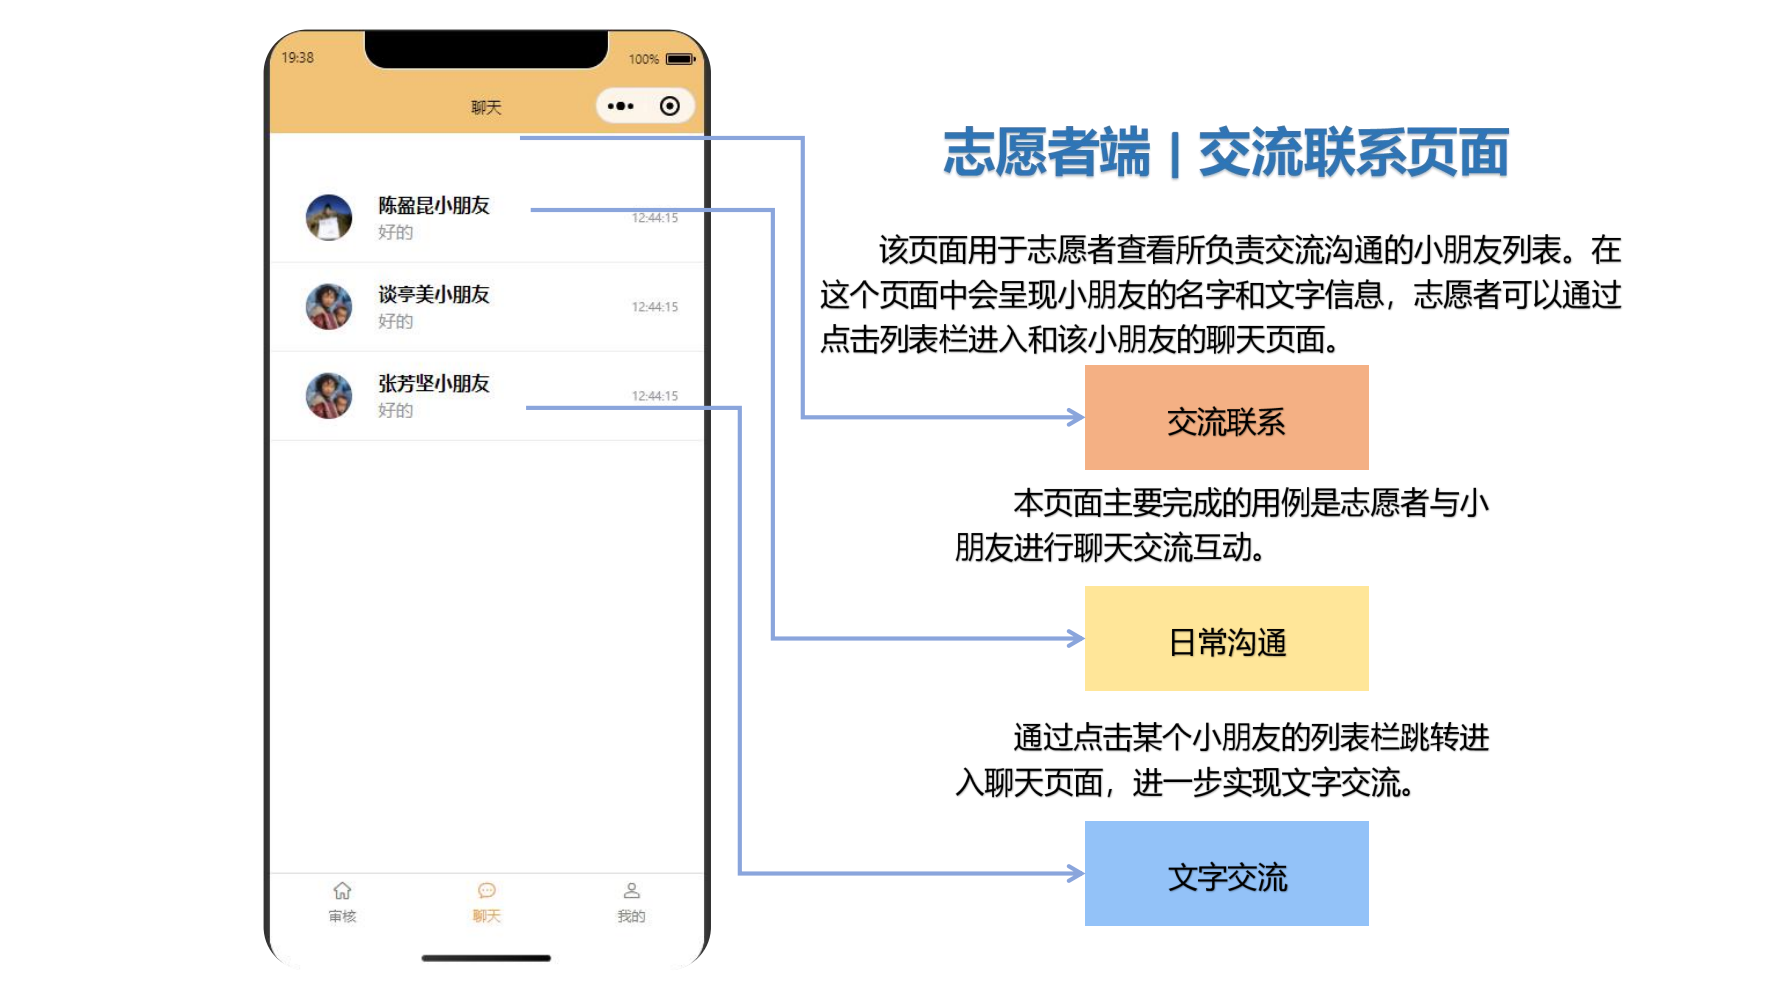 19:38
100%
聊天
陈盈昆小朋友
好的
12:44:15
谈亭美小朋友
好的
12:44:15
张芳坚小朋友
好的
12:44:15
审核
聊天
我的
志愿者端 | 交流联系页面
该页面用于志愿者查看所负责交流沟通的小朋友列表。在
这个页面中会呈现小朋友的名字和文字信息，志愿者可以通过
点击列表栏进入和该小朋友的聊天页面。
交流联系
本页面主要完成的用例是志愿者与小
朋友进行聊天交流互动。
日常沟通
通过点击某个小朋友的列表栏跳转进
入聊天页面，进一步实现文字交流。
文字交流